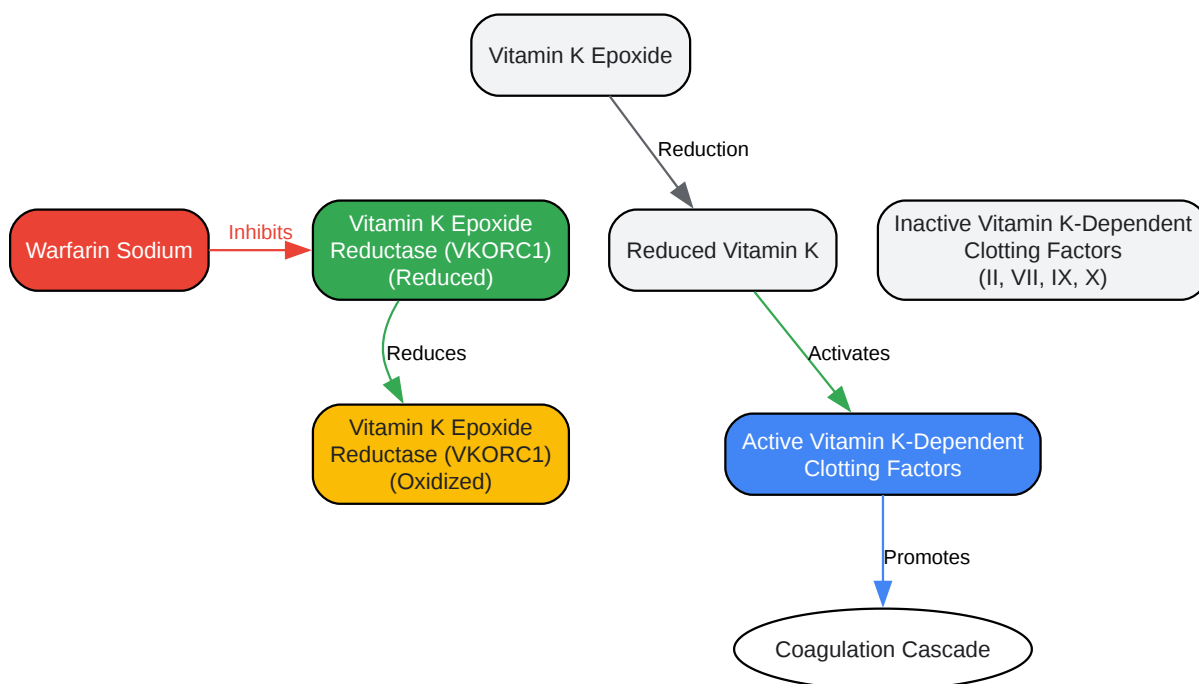 Vitamin K Epoxide
Reduction
Warfarin Sodium
Inhibits
Vitamin K Epoxide
Reductase (VKORC1)
(Reduced)
Reduced Vitamin K
Inactive Vitamin K-Dependent
Clotting Factors
(II, VII, IX, X)
Reduces
Activates
Vitamin K Epoxide
Reductase (VKORC1)
(Oxidized)
Active Vitamin K-Dependent
Clotting Factors
Promotes
Coagulation Cascade